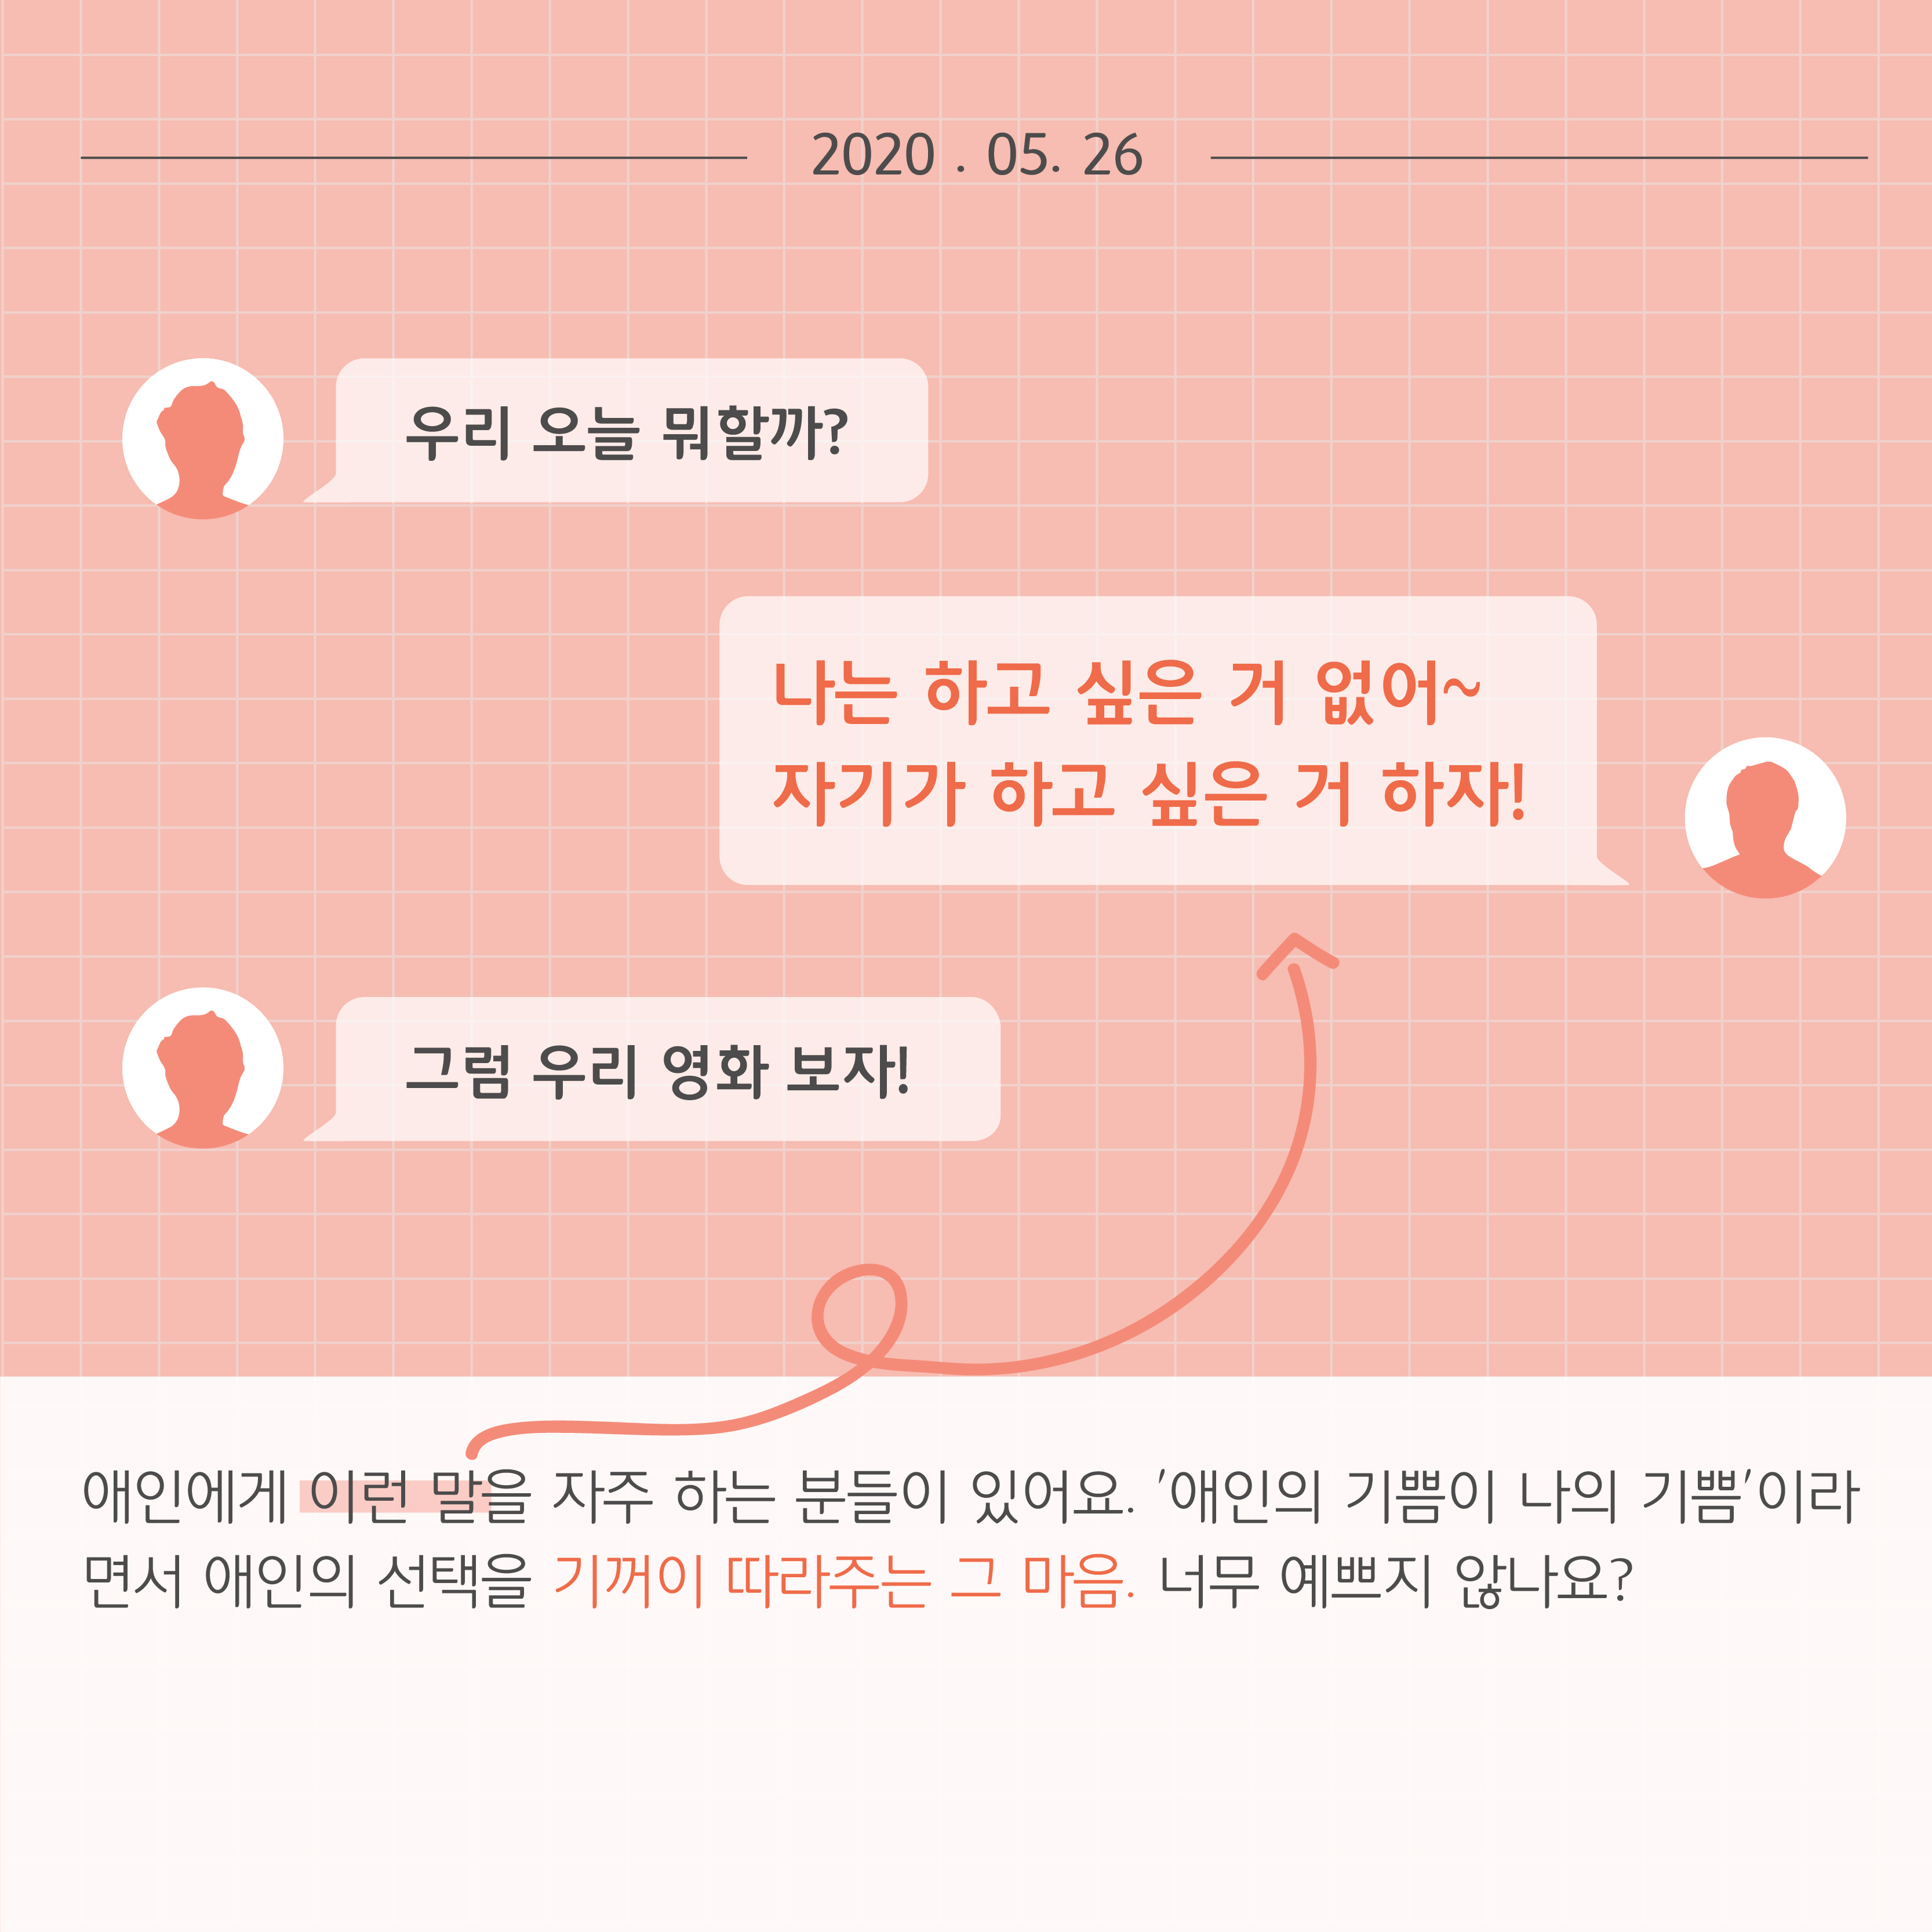 2020 . 05. 26
우리 오늘 뭐할까?
나는 하고 싶은 거 없어~
자기가 하고 싶은 거 하자!
그럼 우리 영화 보자!
애인에게 이런 말을 자주 하는 분들이 있어요. '애인의 기쁨이 나의 기쁨'이라
면서 애인의 선택을 기꺼이 따라주는 그 마음. 너무 예쁘지 않나요?